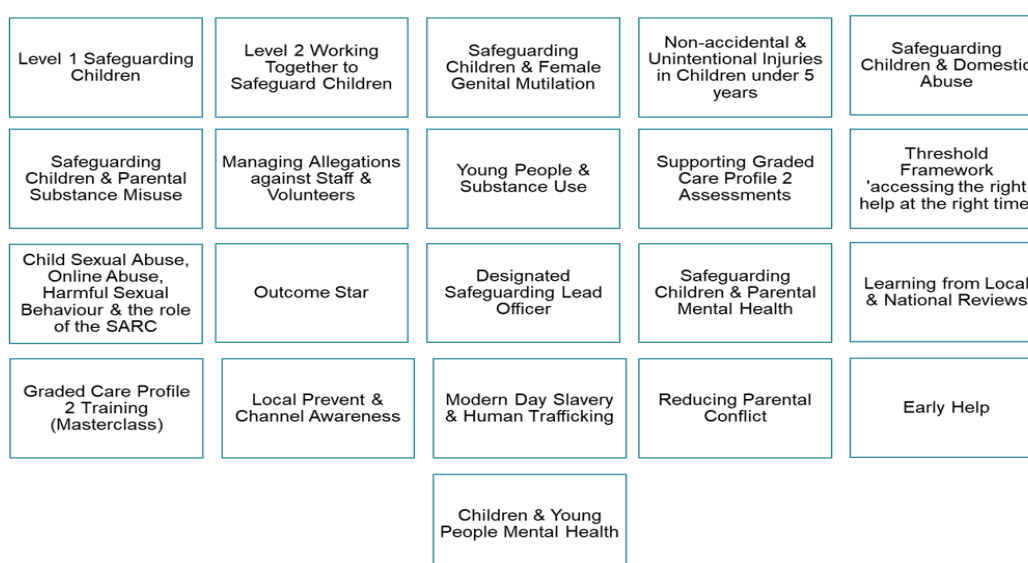 Level 1 Safeguarding
Children
Level 2 Working
Together to
Safeguard Children
Safeguarding
Children & Female
Genital Mutilation
Non-accidental &
Unintentional Injuries
in Children under 5
years
Safeguarding
Children & Domestic
Abuse
Safeguarding
Children & Parental
Substance Misuse
Managing Allegations
against Staff &
Volunteers
Young People &
Substance Use
Supporting Graded
Care Profile 2
Assessments
Threshold
Framework
'accessing the right
help at the right time'
Child Sexual Abuse,
Online Abuse,
Harmful Sexual
Behaviour & the role
of the SARC
Outcome Star
Designated
Safeguarding Lead
Officer
Safeguarding
Children & Parental
Mental Health
Learning from Local
& National Reviews
Graded Care Profile
2 Training
(Masterclass)
Local Prevent &
Channel Awareness
Modern Day Slavery
& Human Trafficking
Reducing Parental
Conflict
Early Help
Children & Young
People Mental Health